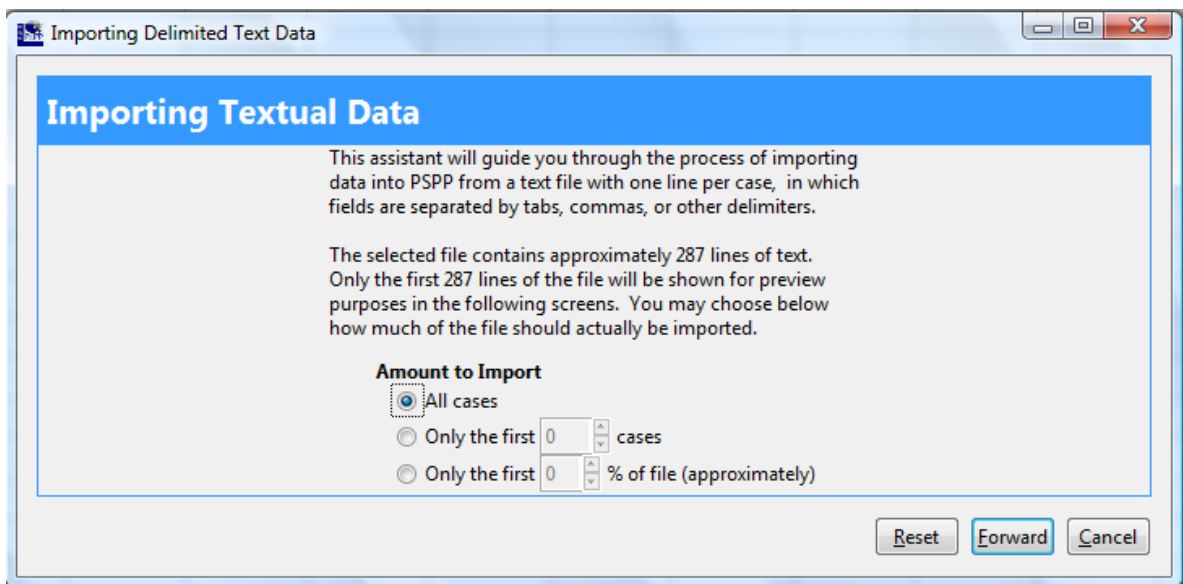 Importing Delimited Text Data
Importing Textual Data
This assistant will guide you through the process of importing
data into PSPP from a text file with one line per case, in which
fields are separated by tabs, commas, or other delimiters.
The selected file contains approximately 287 lines of text.
Only the first 287 lines of the file will be shown for preview
purposes in the following screens. You may choose below
how much of the file should actually be imported.
Amount to Import
All cases
Only the first 0 cases
Only the first 0 % of file (approximately)
Reset Forward Cancel